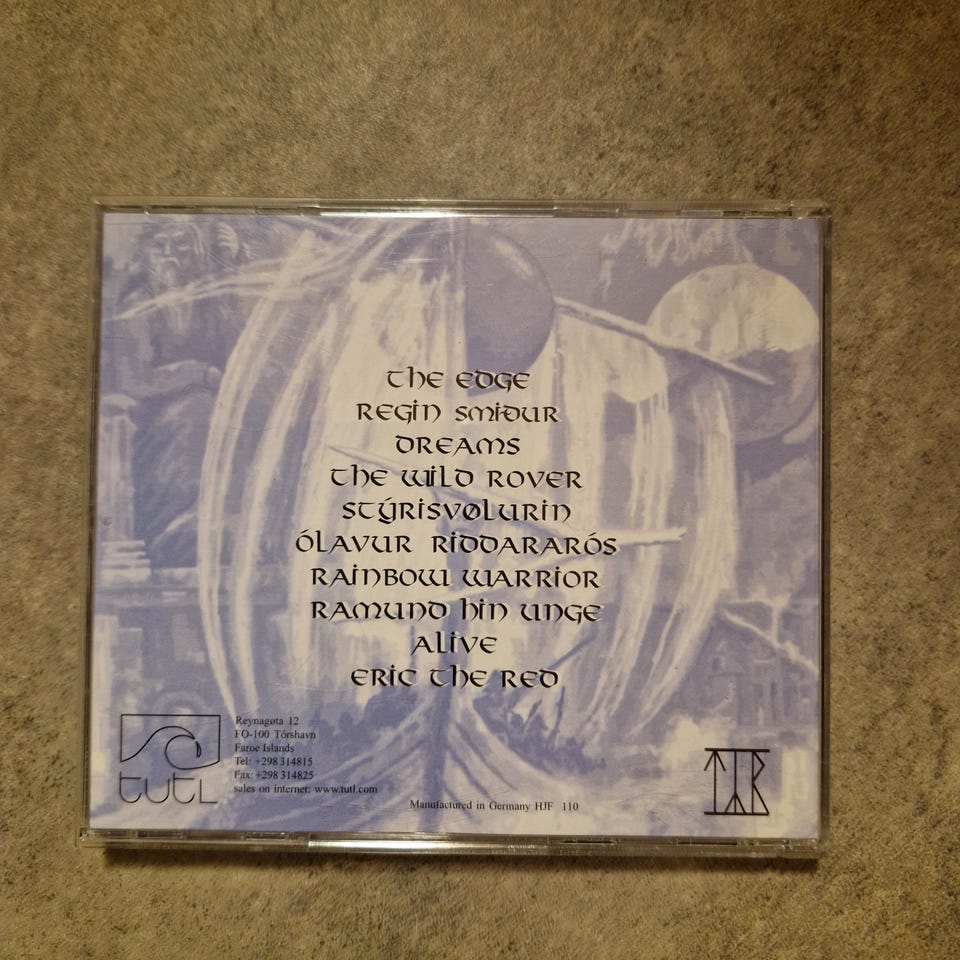 THE EDGE
REGIN SMIÐUR
DREAMS
THE WILD ROVER
STÝRISVØLURIN
ÓLAVUR RIDDARARÓS
RAINBOW WARRIOR
RAMUND HIN UNGE
ALIVE
ERIC THE RED
tutl
Reynagøta 12
FO-100 Tórshavn
Faroe Islands
Tel: +298 314815
Fax: +298 314825
sales on internet: www.tutl.com
Manufactured in Germany HJF 110
TÝR